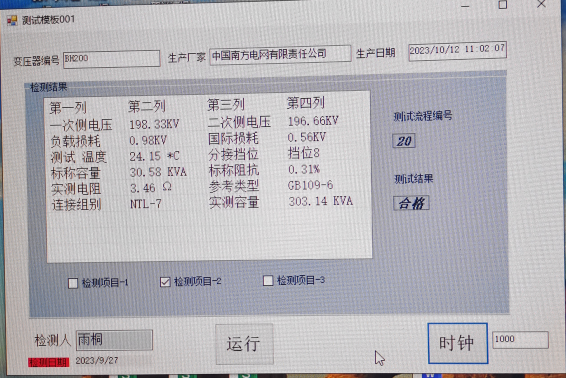 测试模板001
变压器编号 BH200 生产厂家 中国南方电网有限责任公司 生产日期 2023/10/12 11:02 07
检测结果
第一列 第二列 第三列 第四列
一次侧电压 198.33KV 二次侧电压 196.66KV
负载损耗 0.98KV 国际损耗 0.56KV
测试 温度 24.15 *C 分接挡位 挡位8
标称容量 30.58 KVA 标称阻抗 0.31%
实测电阻 3.46 Ω 参考类型 GB109-6
连接组别 NTL-7 实测容量 303.14 KVA
测试流程编号
20
测试结果
合格
检测项目-1 检测项目-2 检测项目-3
检测人 雨桐 运行 时钟 1000
检测日期 2023/9/27